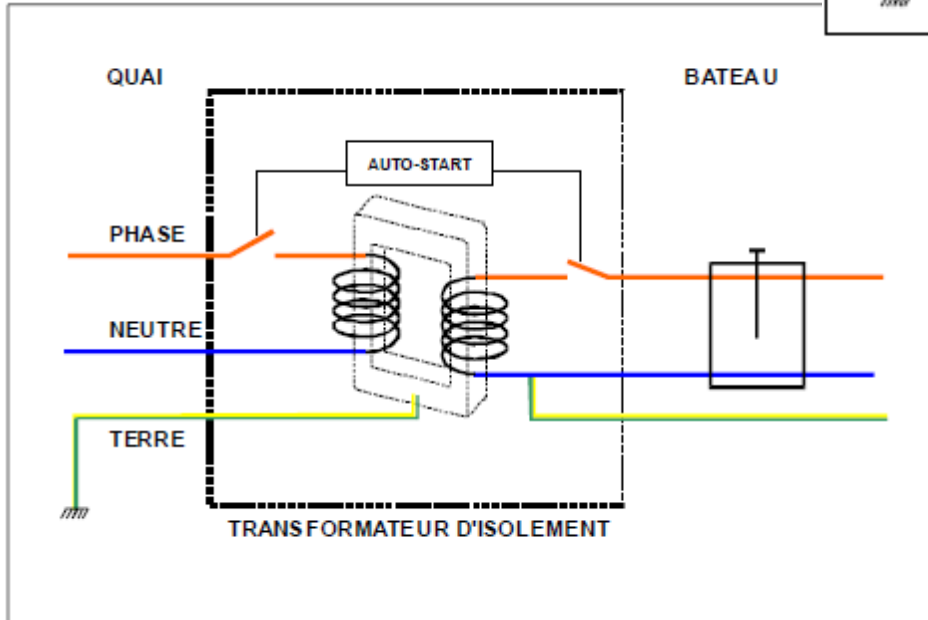 QUAI
BATEAU
AUTO-START
PHASE
NEUTRE
TERRE
TRANSFORMATEUR D'ISOLEMENT